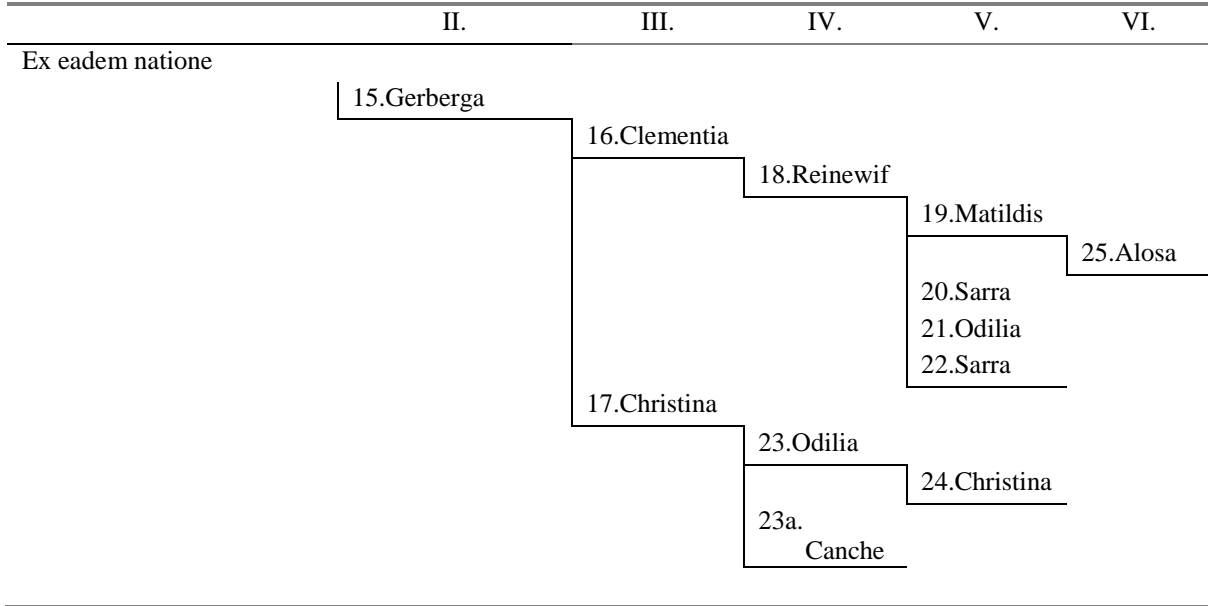 II. III. IV. V. VI.
Ex eadem natione
15.Gerberga
16.Clementia
18.Reinewif
19.Matildis
25.Alosa
20.Sarra
21.Odilia
22.Sarra
17.Christina
23.Odilia
24.Christina
23a.
Canche